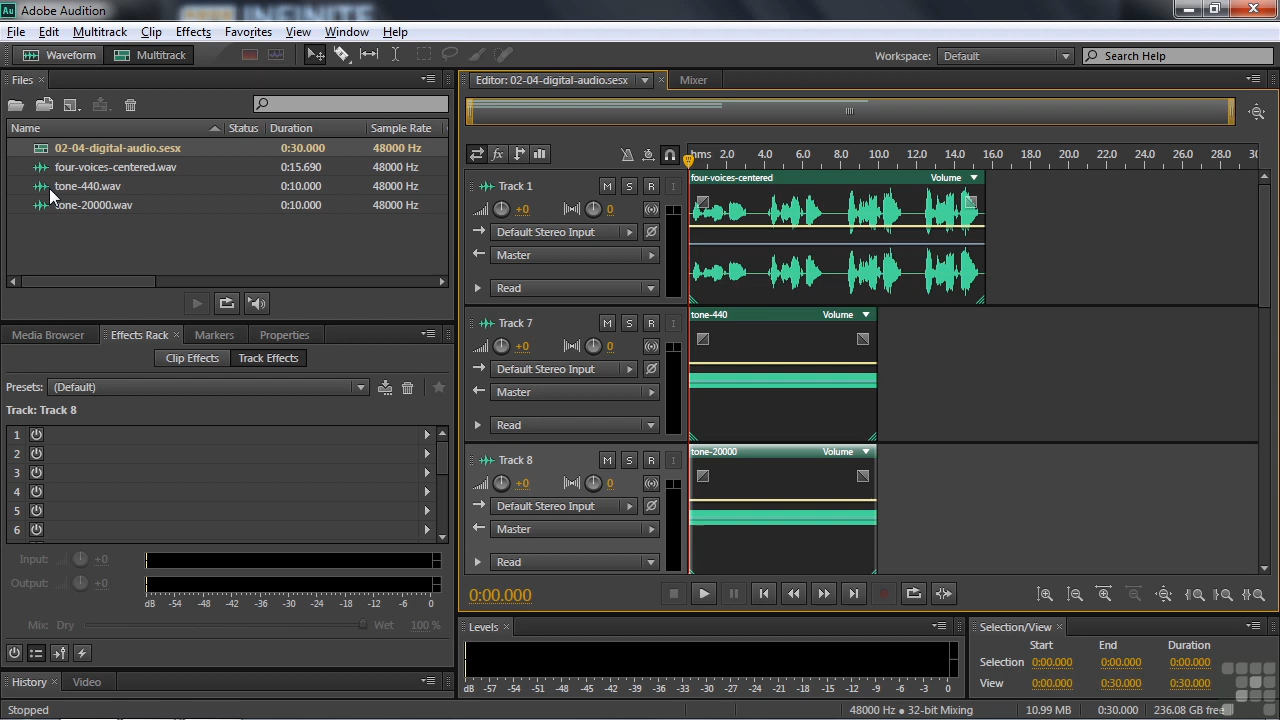 Au Adobe Audition
INFINITE
File Edit Multitrack Clip Effects Favorites View Window Help
Waveform Multitrack Workspace: Default Search Help
Files
Name Status Duration Sample Rate
02-04-digital-audio.sesx 0:30.000 48000 Hz
four-voices-centered.wav 0:15.690 48000 Hz
tone-440.wav 0:10.000 48000 Hz
tone-20000.wav 0:10.000 48000 Hz
Media Browser Effects Rack Markers Properties
Clip Effects Track Effects
Presets: (Default)
Track: Track 8
1
2
3
4
5
6
Input: +0
Output: +0
dB -54 -48 -42 -36 -30 -24 -18 -12 -6 0
Mix: Dry Wet 100 %
History Video
Stopped
Editor: 02-04-digital-audio.sesx Mixer
fx
hms 2.0 4.0 6.0 8.0 10.0 12.0 14.0 16.0 18.0 20.0 22.0 24.0 26.0 28.0 30
Track 1 M S R I
+0 0
Default Stereo Input
Master
Read
four-voices-centered Volume
Track 7 M S R I
+0 0
Default Stereo Input
Master
Read
tone-440 Volume
Track 8 M S R I
+0 0
Default Stereo Input
Master
Read
tone-20000 Volume
0:00.000
Levels
dB -57 -54 -51 -48 -45 -42 -39 -36 -33 -30 -27 -24 -21 -18 -15 -12 -9 -6 -3 0
Selection/View
Start End Duration
Selection 0:00.000 0:00.000 0:00.000
View 0:00.000 0:30.000 0:30.000
48000 Hz ● 32-bit Mixing 10.99 MB 0:30.000 236.08 GB free